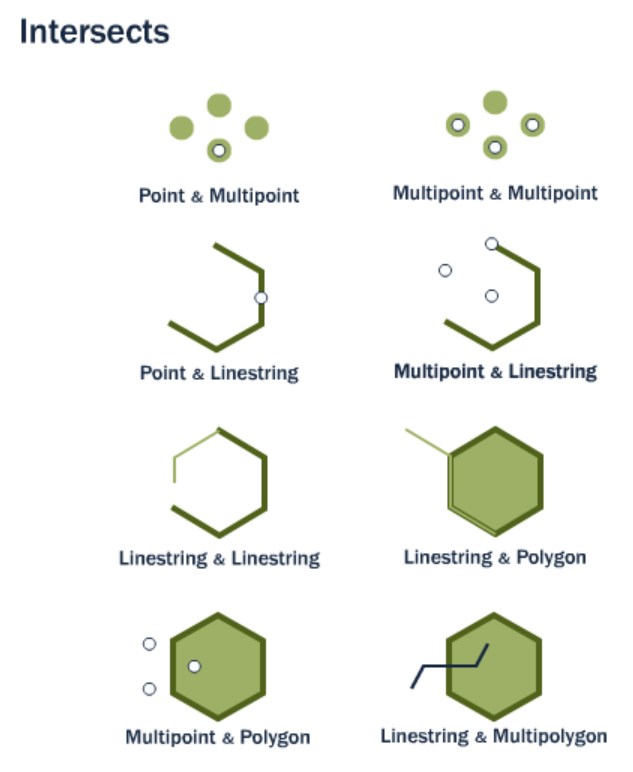 Intersects
Point & Multipoint
Multipoint & Multipoint
Point & Linestring
Multipoint & Linestring
Linestring & Linestring
Linestring & Polygon
Multipoint & Polygon
Linestring & Multipolygon